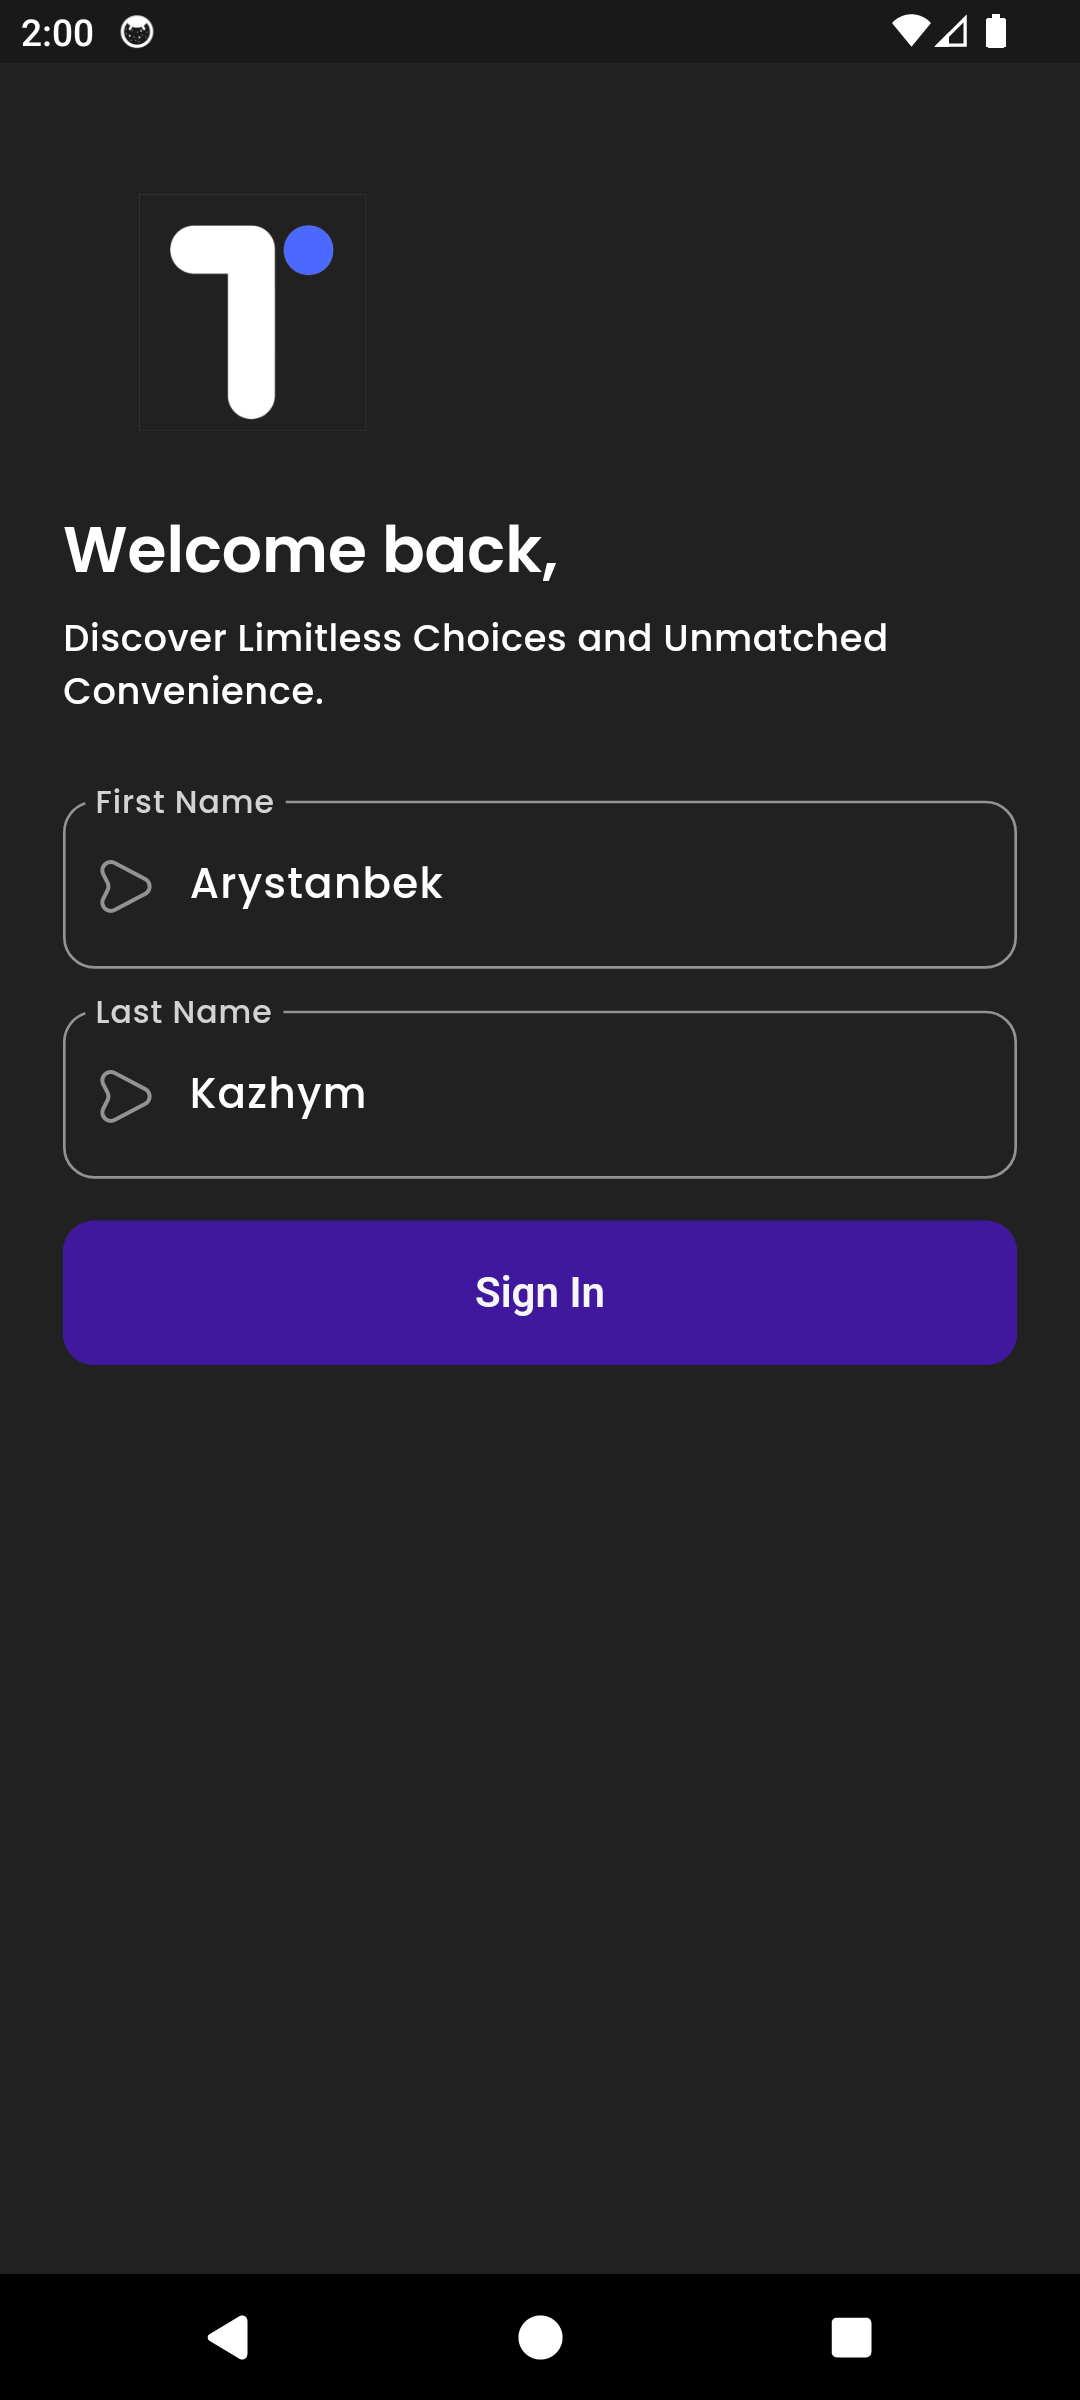 2:00
Welcome back,
Discover Limitless Choices and Unmatched
Convenience.
First Name
Arystanbek
Last Name
Kazhym
Sign In